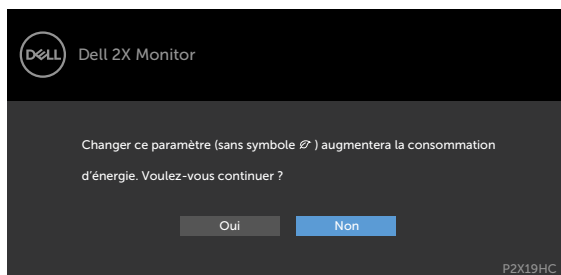 DELL
Dell 2X Monitor
Changer ce paramètre (sans symbole ) augmentera la consommation
d’énergie. Voulez-vous continuer ?
Oui
Non
P2X19HC